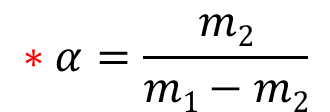 * α = m₂ / (m₁ − m₂)